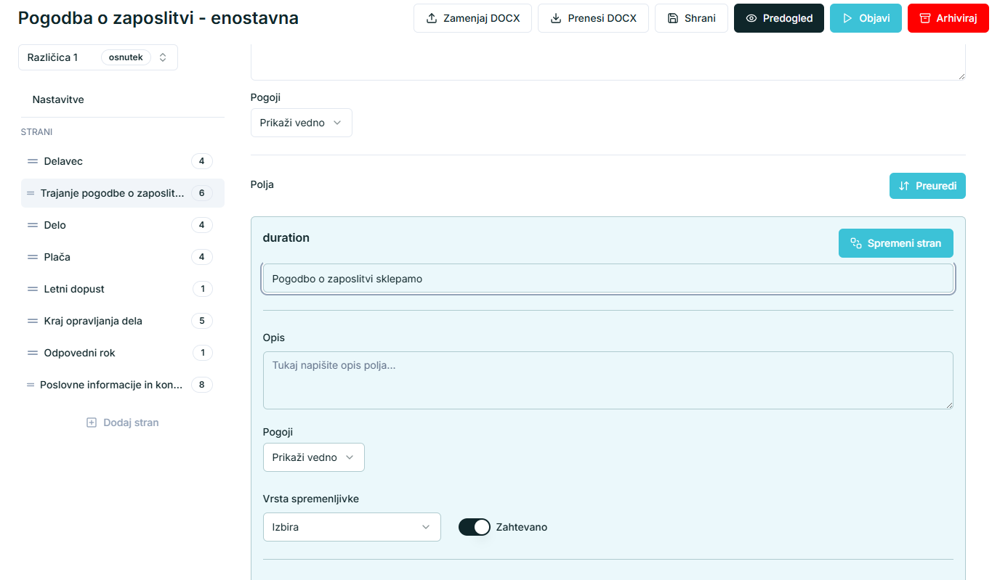 Pogodba o zaposlitvi - enostavna
Zamenjaj DOCX
Prenesi DOCX
Shrani
Predogled
Objavi
Arhiviraj
Različica 1
osnutek
Nastavitve
STRANI
Delavec 4
Trajanje pogodbe o zaposlit... 6
Delo 4
Plača 4
Letni dopust 1
Kraj opravljanja dela 5
Odpovedni rok 1
Poslovne informacije in kon... 8
Dodaj stran
Pogoji
Prikaži vedno
Polja
Preuredi
duration
Spremeni stran
Pogodbo o zaposlitvi sklepamo
Opis
Tukaj napišite opis polja...
Pogoji
Prikaži vedno
Vrsta spremenljivke
Izbira
Zahtevano